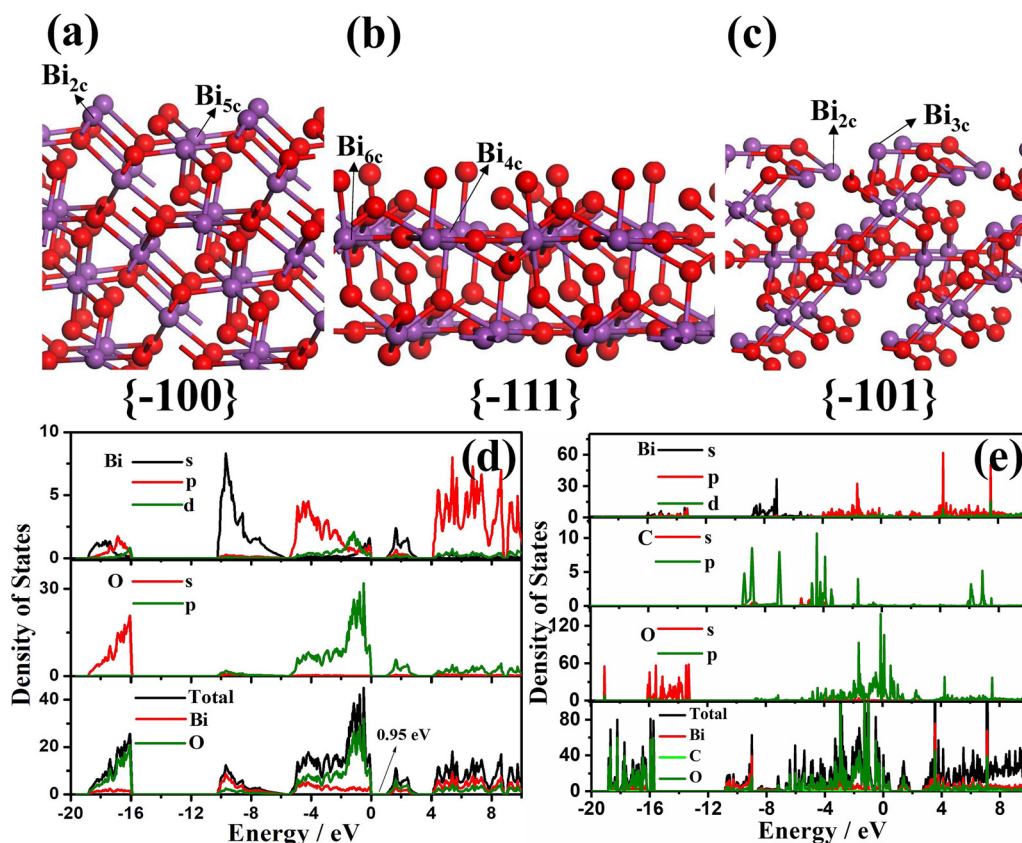 (a)
(b)
(c)
Bi2c
Bi5c
Bi6c
Bi4c
Bi2c
Bi3c
{-100}
{-111}
{-101}
Density of States
10
5
0
Bi
s
p
d
(d)
30
0
O
s
p
40
20
0
Total
Bi
O
0.95 eV
-20 -16 -12 -8 -4 0 4 8
Energy / eV
Density of States
60
45
30
15
0
Bi
s
p
d
(e)
10
5
0
C
s
p
120
60
0
O
s
p
80
40
0
Total
Bi
C
O
-20 -16 -12 -8 -4 0 4 8
Energy / eV